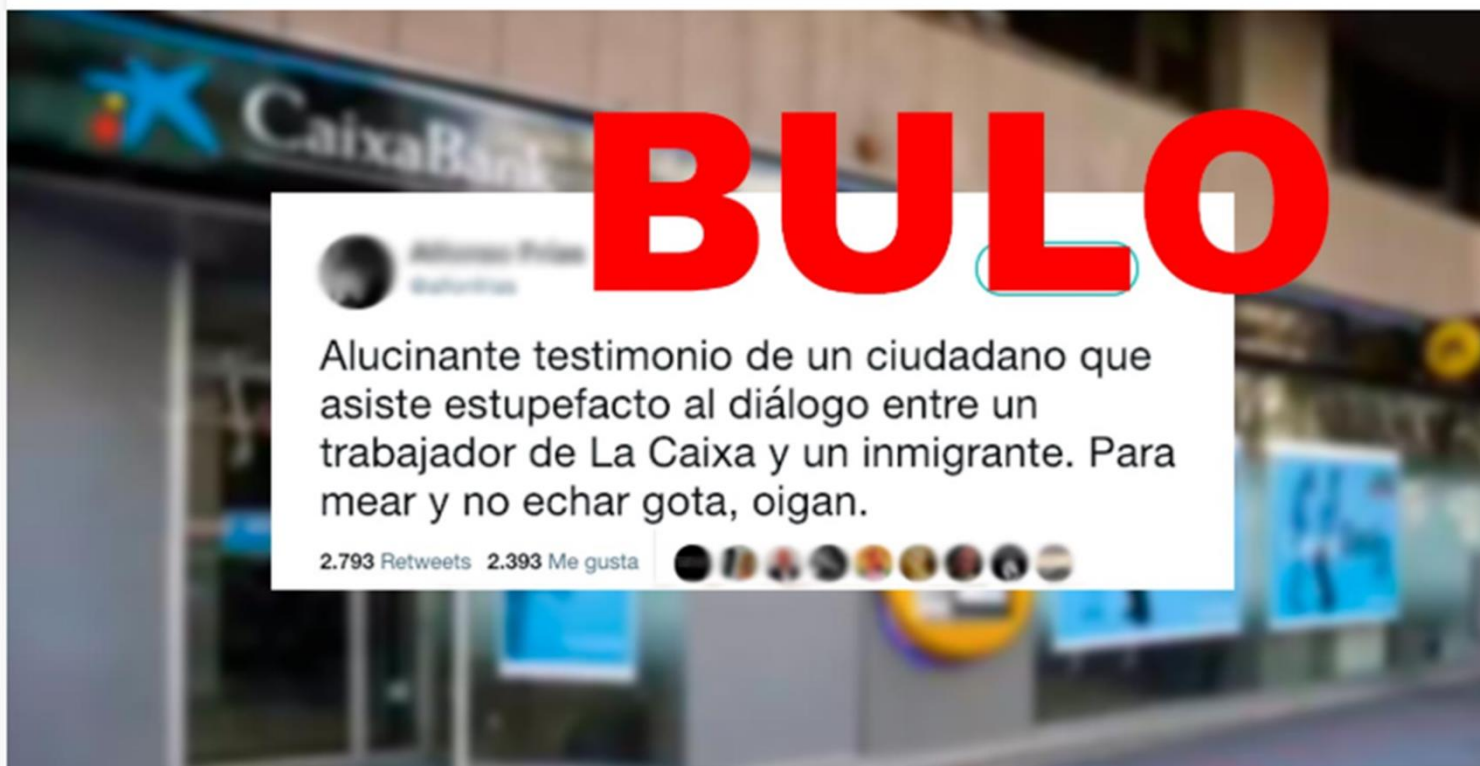 CaixaBank
BULO
Alucinante testimonio de un ciudadano que
asiste estupefacto al diálogo entre un
trabajador de La Caixa y un inmigrante. Para
mear y no echar gota, oigan.
2.793 Retweets 2.393 Me gusta